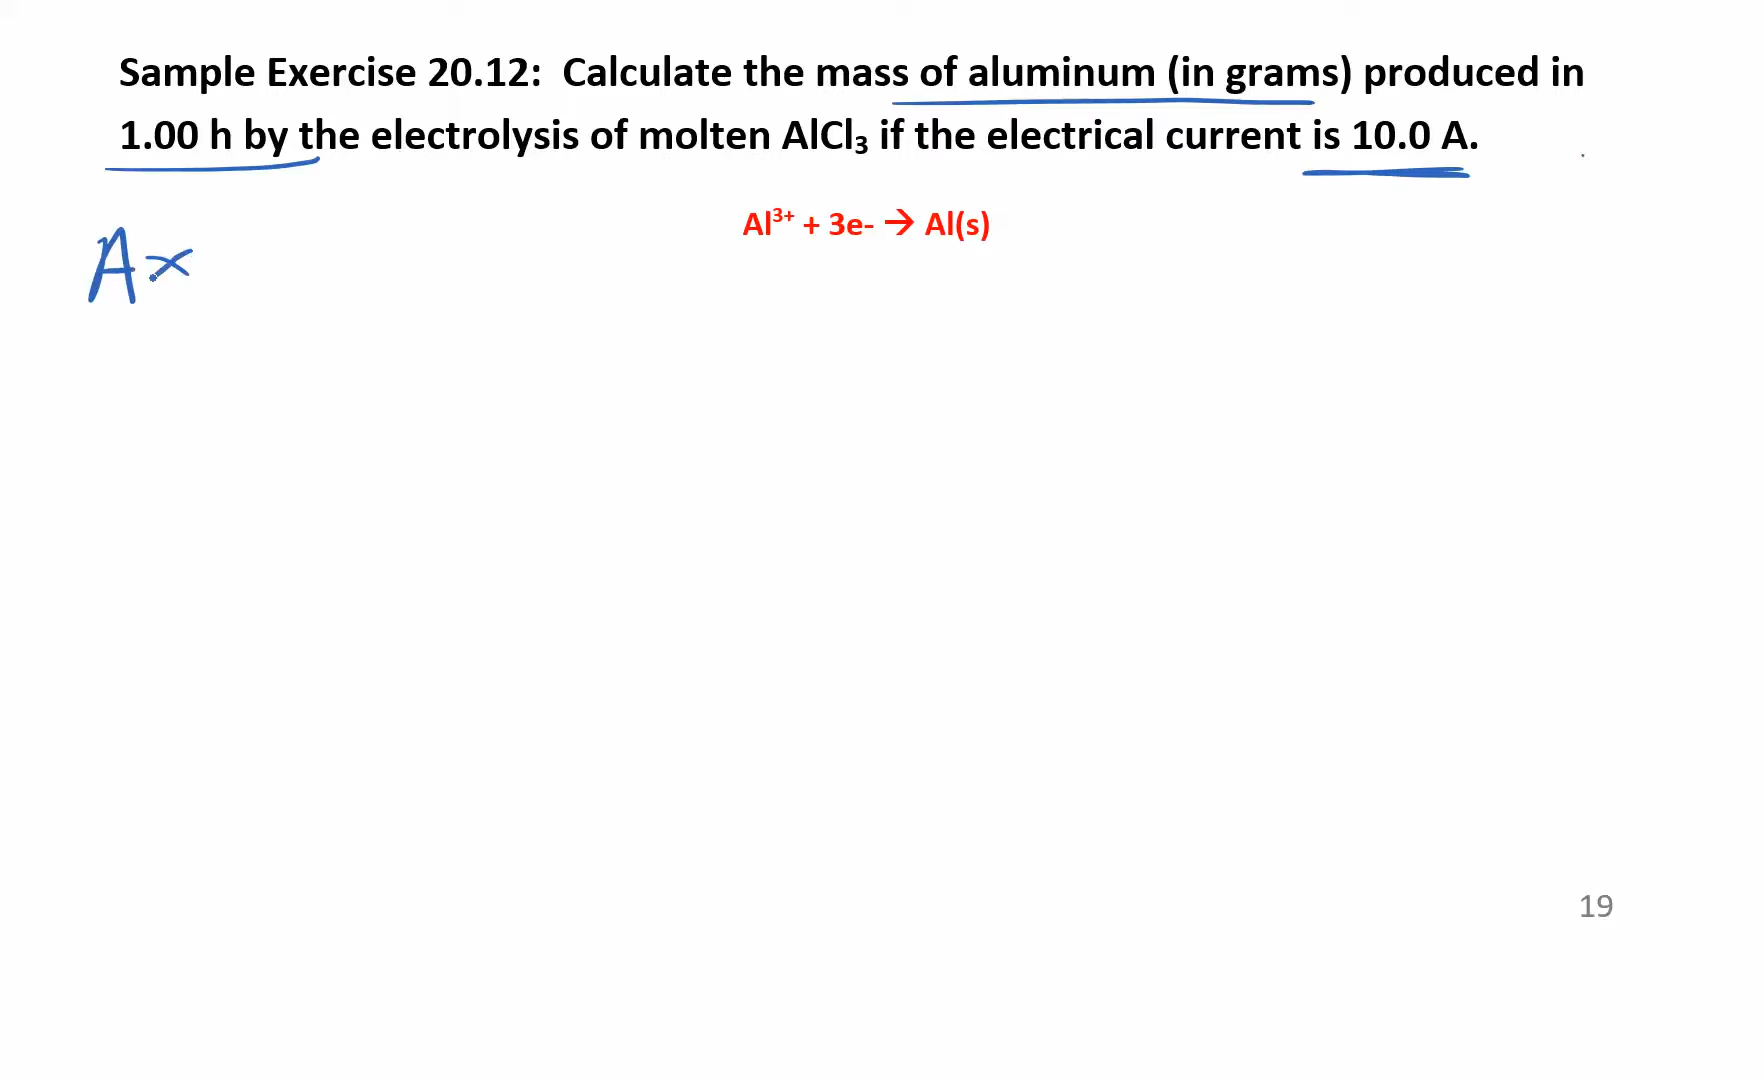 Sample Exercise 20.12:  Calculate the mass of aluminum (in grams) produced in
1.00 h by the electrolysis of molten AlCl₃ if the electrical current is 10.0 A.
Al³⁺ + 3e- → Al(s)
A×
19